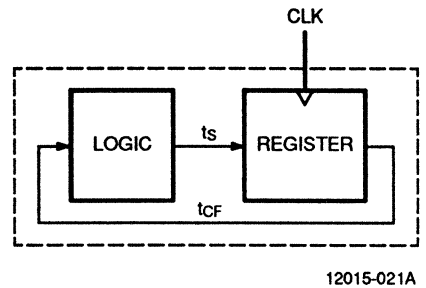 CLK
LOGIC
tS
REGISTER
tCF
12015-021A